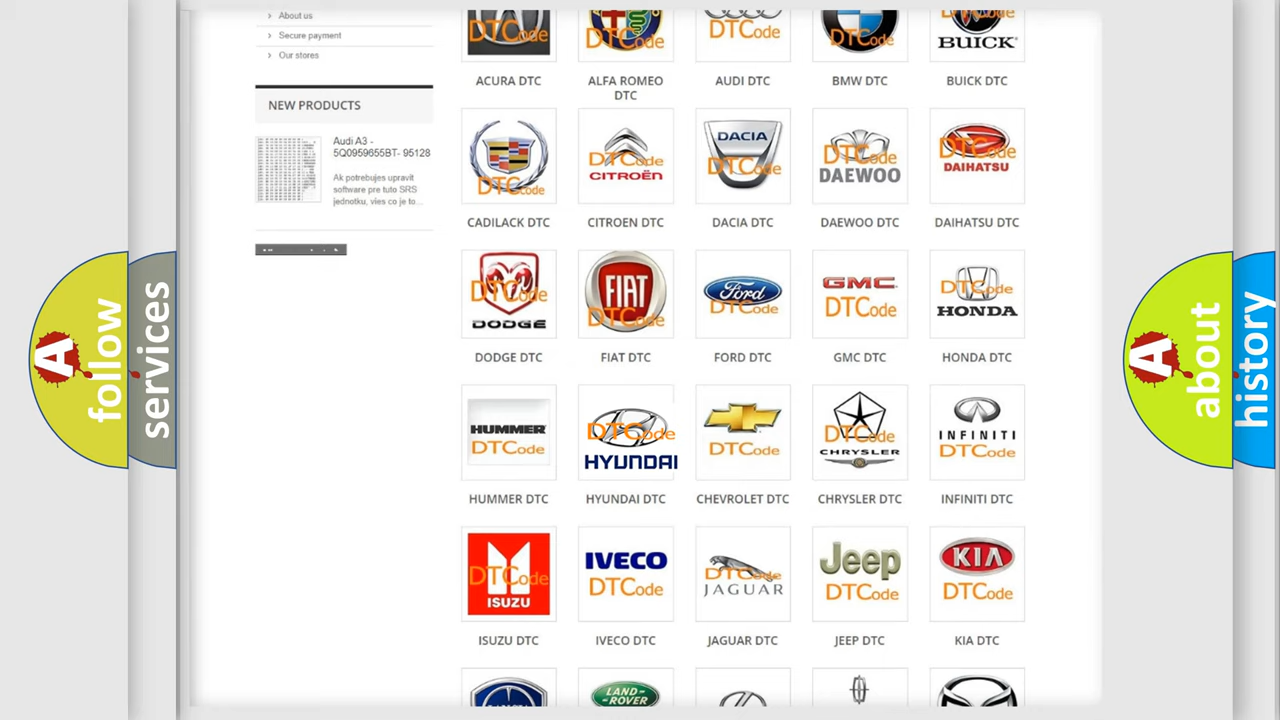 About us
Secure payment
Our stores
NEW PRODUCTS
Audi A3 -
5Q0959655BT- 95128
Ak potrebujes upravit
software pre tuto SRS
jednotku, vies co je to...
DTCode
DTCode
DTCode
DTCode
BUICK
ACURA DTC
ALFA ROMEO
DTC
AUDI DTC
BMW DTC
BUICK DTC
DTCode
DTCode
CITROËN
DACIA
DTCode
DTCode
DAEWOO
DTCode
DAIHATSU
CADILACK DTC
CITROEN DTC
DACIA DTC
DAEWOO DTC
DAIHATSU DTC
DTCode
DODGE
FIAT
DTCode
Ford
DTCode
GMC
DTCode
DTCode
HONDA
DODGE DTC
FIAT DTC
FORD DTC
GMC DTC
HONDA DTC
HUMMER
DTCode
DTCode
HYUNDAI
DTCode
DTCode
CHRYSLER
INFINITI
DTCode
HUMMER DTC
HYUNDAI DTC
CHEVROLET DTC
CHRYSLER DTC
INFINITI DTC
DTCode
ISUZU
IVECO
DTCode
DTCode
JAGUAR
Jeep
DTCode
KIA
DTCode
ISUZU DTC
IVECO DTC
JAGUAR DTC
JEEP DTC
KIA DTC
LAND-
ROVER
A
follow
services
A
about
history